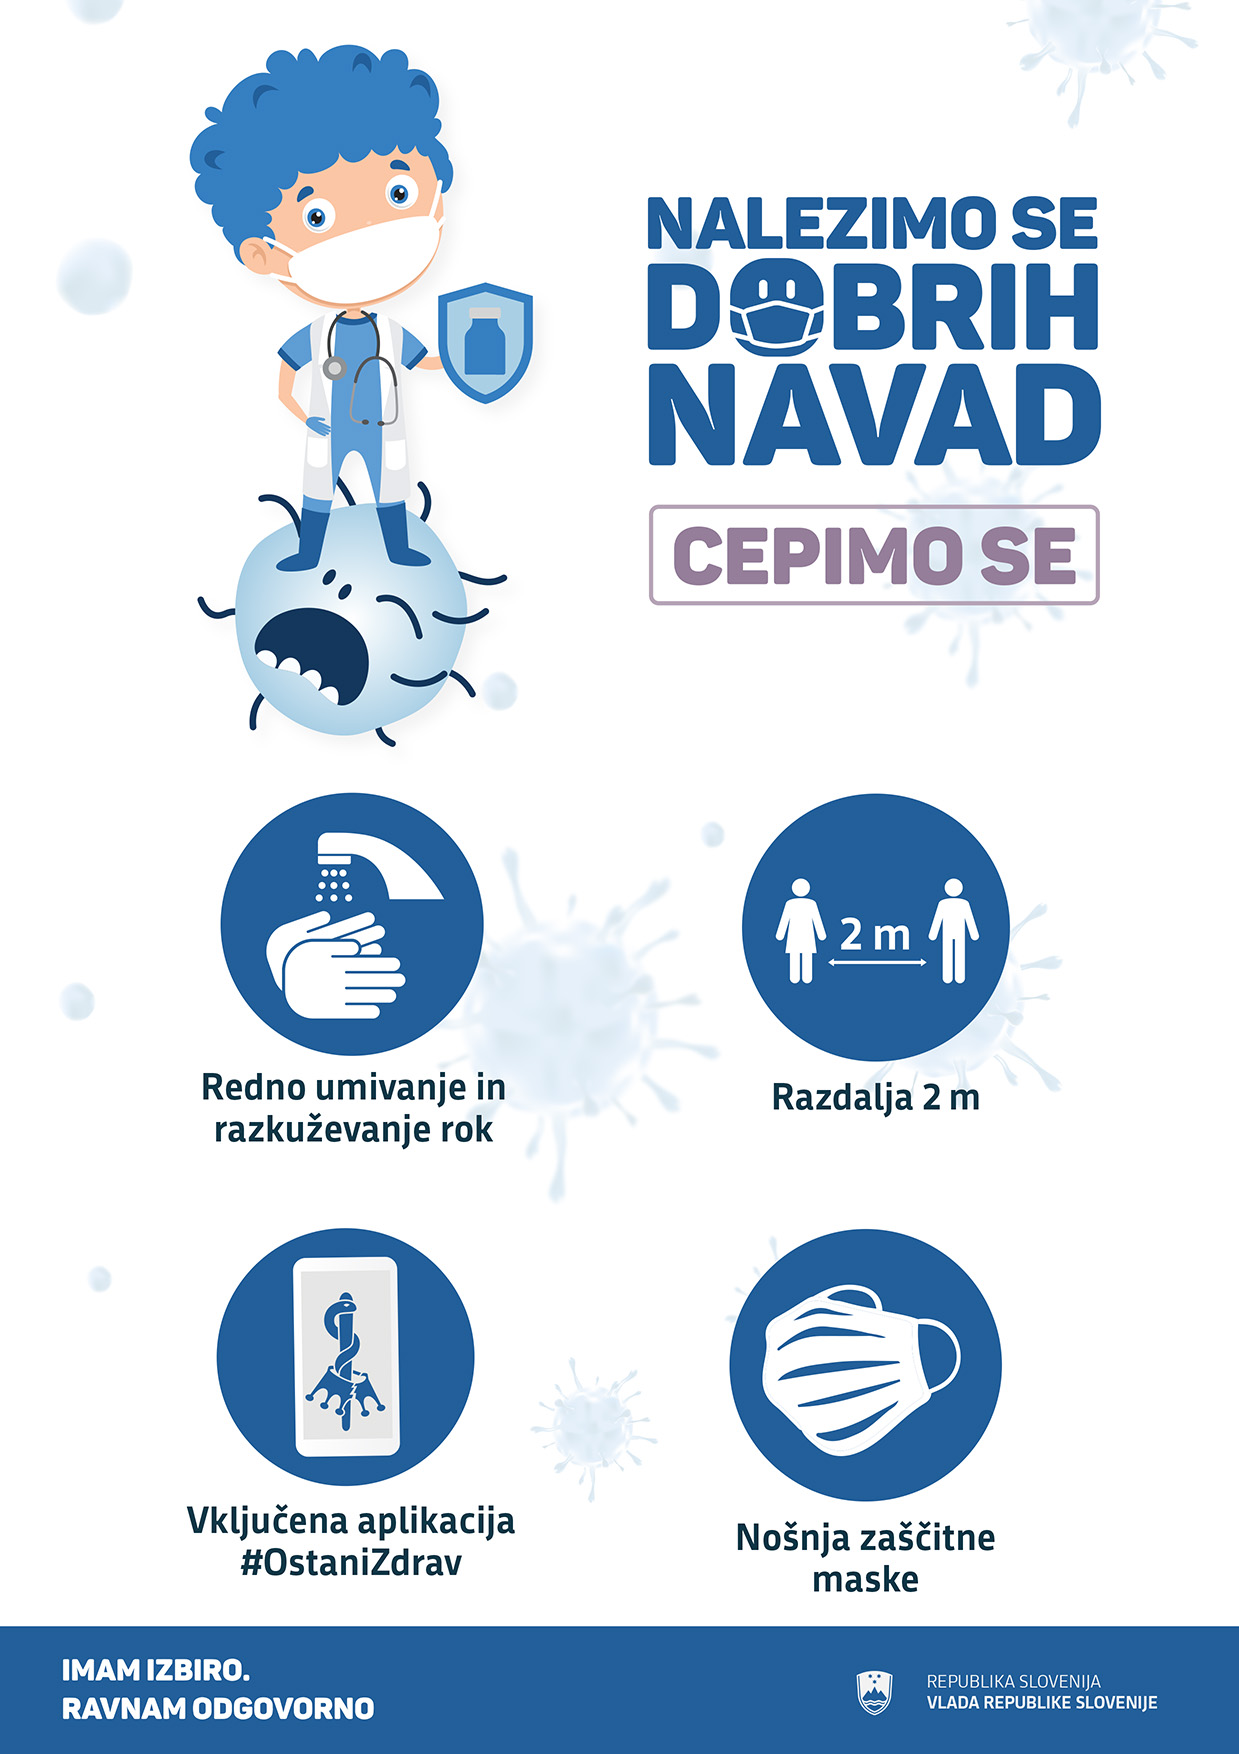 NALEZIMO SE
DOBRIH
NAVAD
CEPIMO SE
2 m
Redno umivanje in
razkuževanje rok
Razdalja 2 m
Vključena aplikacija
#OstaniZdrav
Nošnja zaščitne
maske
IMAM IZBIRO.
RAVNAM ODGOVORNO
REPUBLIKA SLOVENIJA
VLADA REPUBLIKE SLOVENIJE